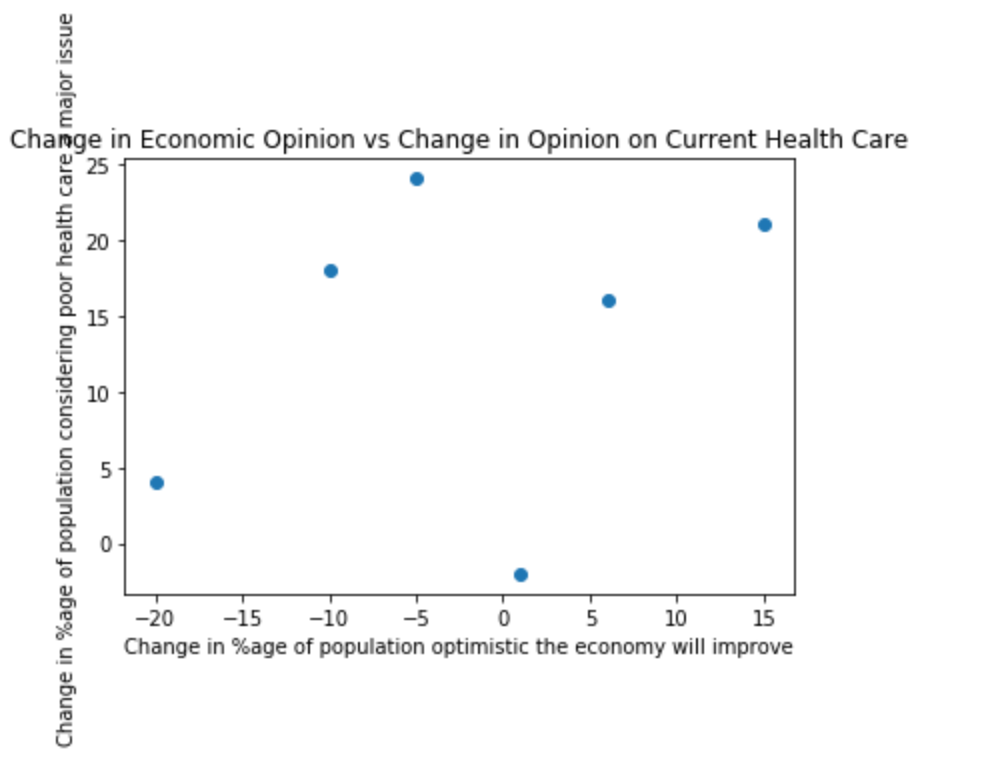 Change in Economic Opinion vs Change in Opinion on Current Health Care
Change in %age of population considering poor health care a major issue
25
20
15
10
5
0
−20 −15 −10 −5 0 5 10 15
Change in %age of population optimistic the economy will improve